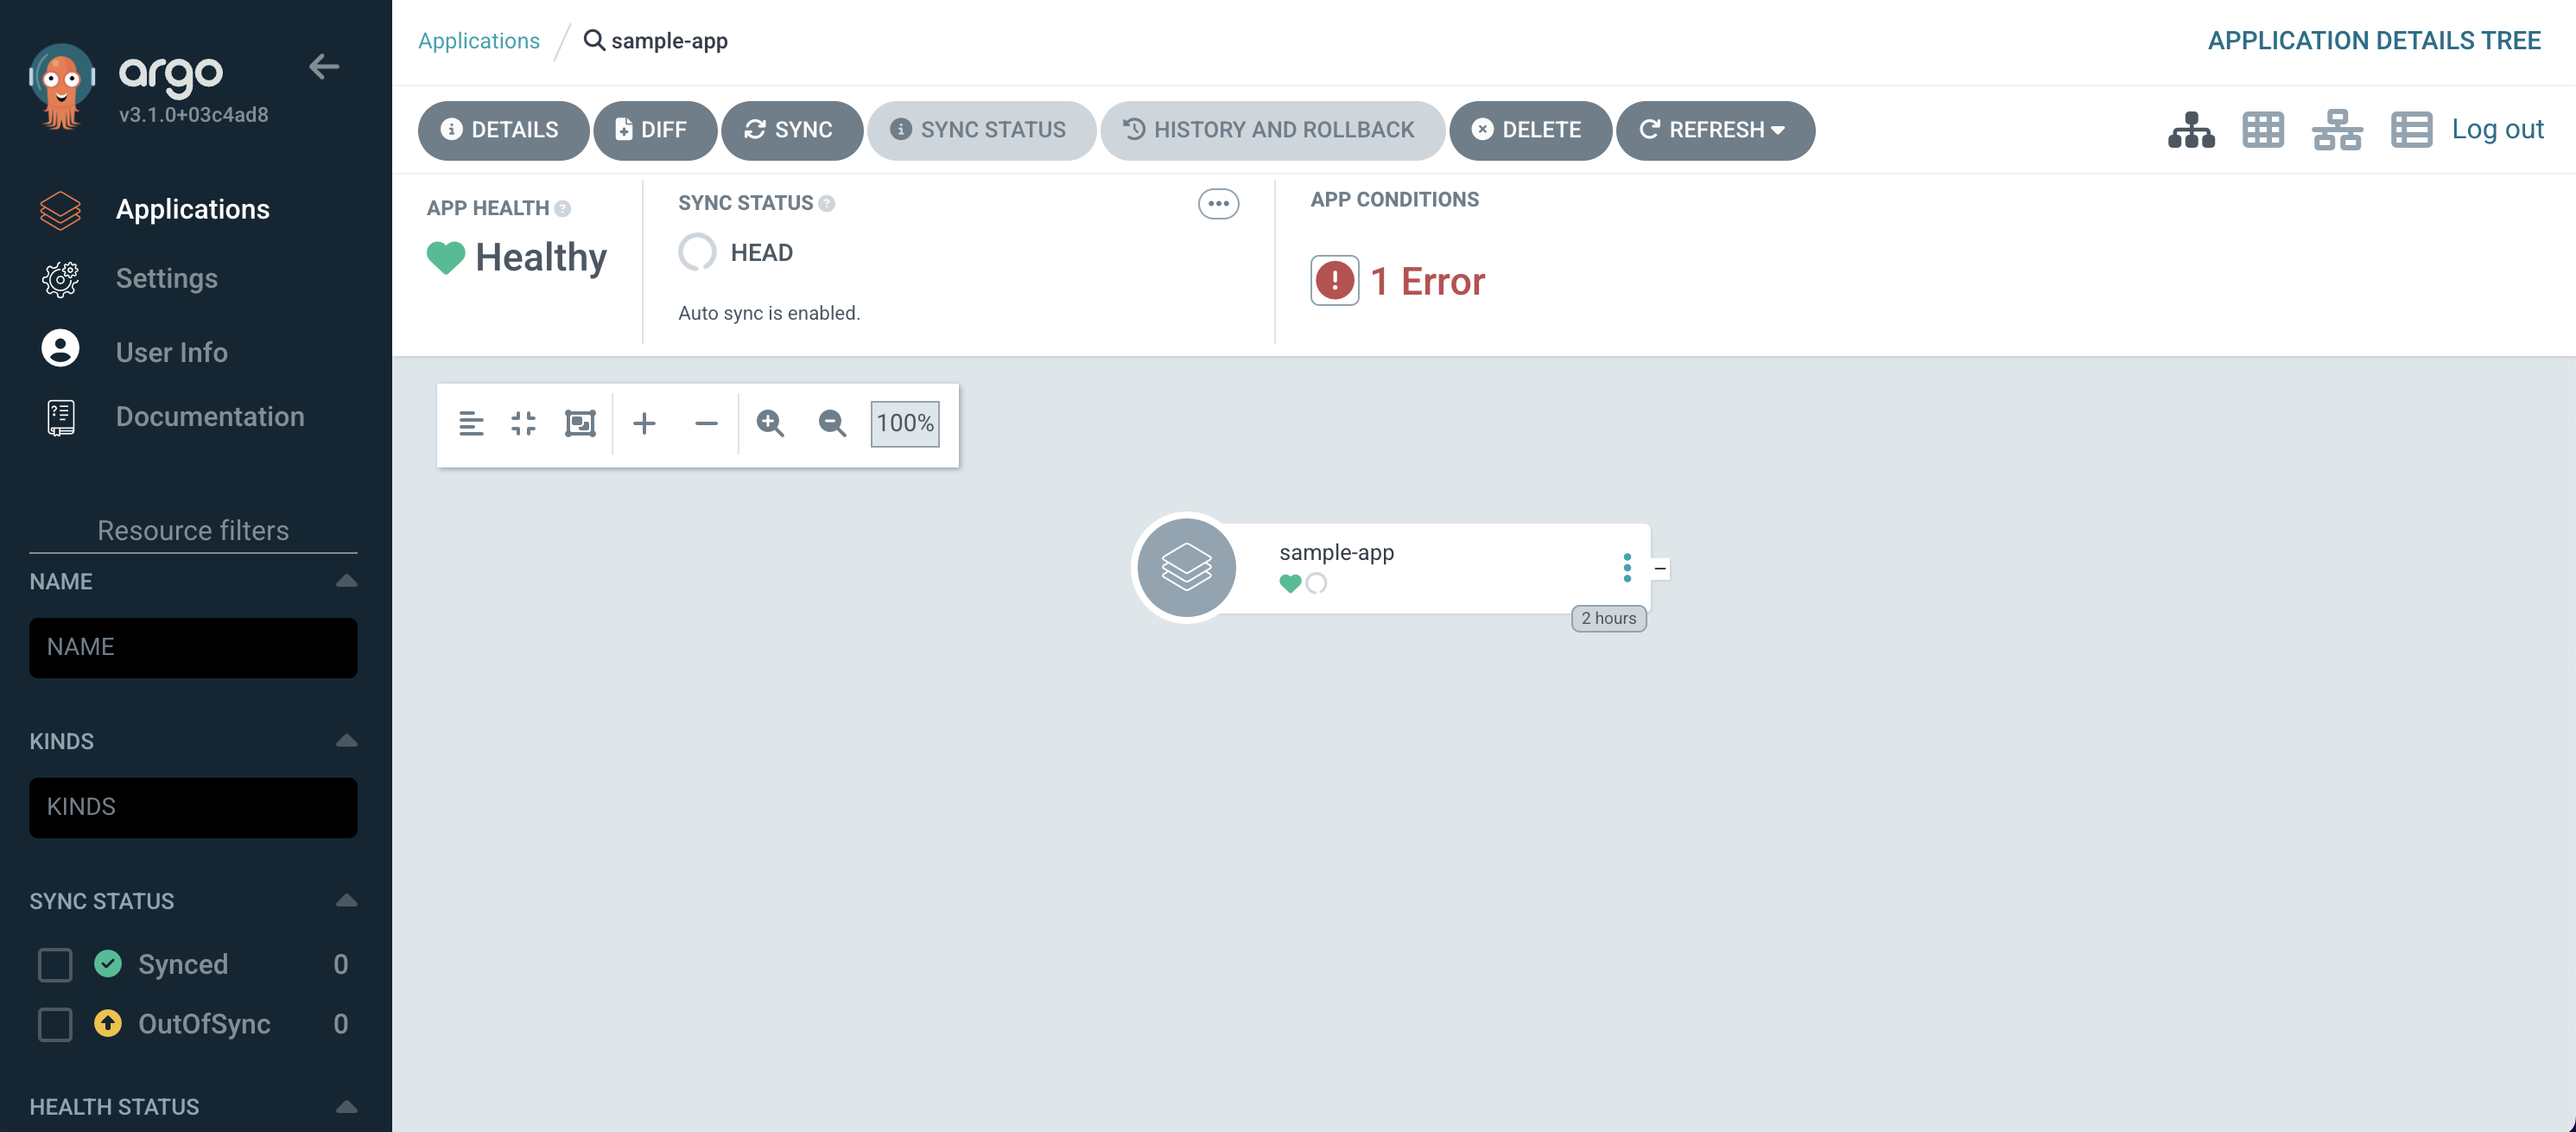 argo
v3.1.0+03c4ad8
Applications
Settings
User Info
Documentation
Resource filters
NAME
NAME
KINDS
KINDS
SYNC STATUS
Synced 0
OutOfSync 0
HEALTH STATUS
Applications / sample-app
APPLICATION DETAILS TREE
DETAILS DIFF SYNC SYNC STATUS HISTORY AND ROLLBACK DELETE REFRESH
Log out
APP HEALTH ?
Healthy
SYNC STATUS ?
HEAD
Auto sync is enabled.
APP CONDITIONS
1 Error
100%
sample-app
2 hours